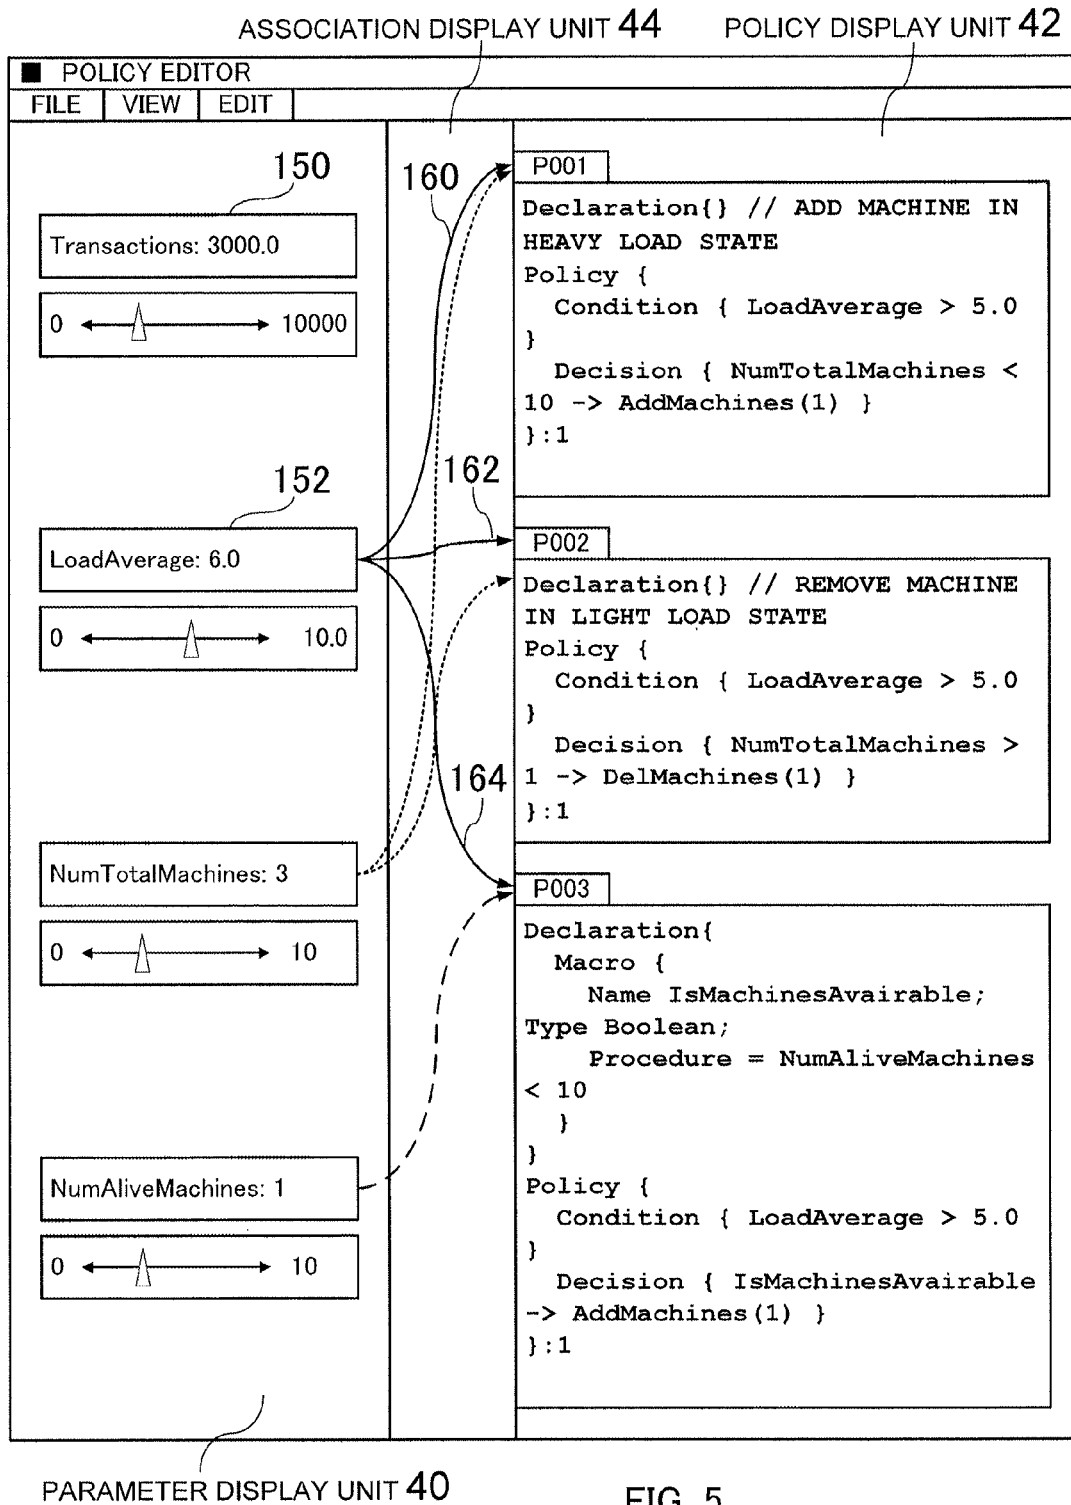 ASSOCIATION DISPLAY UNIT 44
POLICY DISPLAY UNIT 42
POLICY EDITOR
FILE VIEW EDIT
150
Transactions: 3000.0
0 10000
152
LoadAverage: 6.0
0 10.0
NumTotalMachines: 3
0 10
NumAliveMachines: 1
0 10
160
162
164
P001
Declaration{} // ADD MACHINE IN
HEAVY LOAD STATE
Policy {
Condition { LoadAverage > 5.0
}
Decision { NumTotalMachines <
10 -> AddMachines(1) }
}:1
P002
Declaration{} // REMOVE MACHINE
IN LIGHT LOAD STATE
Policy {
Condition { LoadAverage > 5.0
}
Decision { NumTotalMachines >
1 -> DelMachines(1) }
}:1
P003
Declaration{
Macro {
Name IsMachinesAvairable;
Type Boolean;
Procedure = NumAliveMachines
< 10
}
}
Policy {
Condition { LoadAverage > 5.0
}
Decision { IsMachinesAvairable
-> AddMachines(1) }
}:1
PARAMETER DISPLAY UNIT 40
FIG. 5